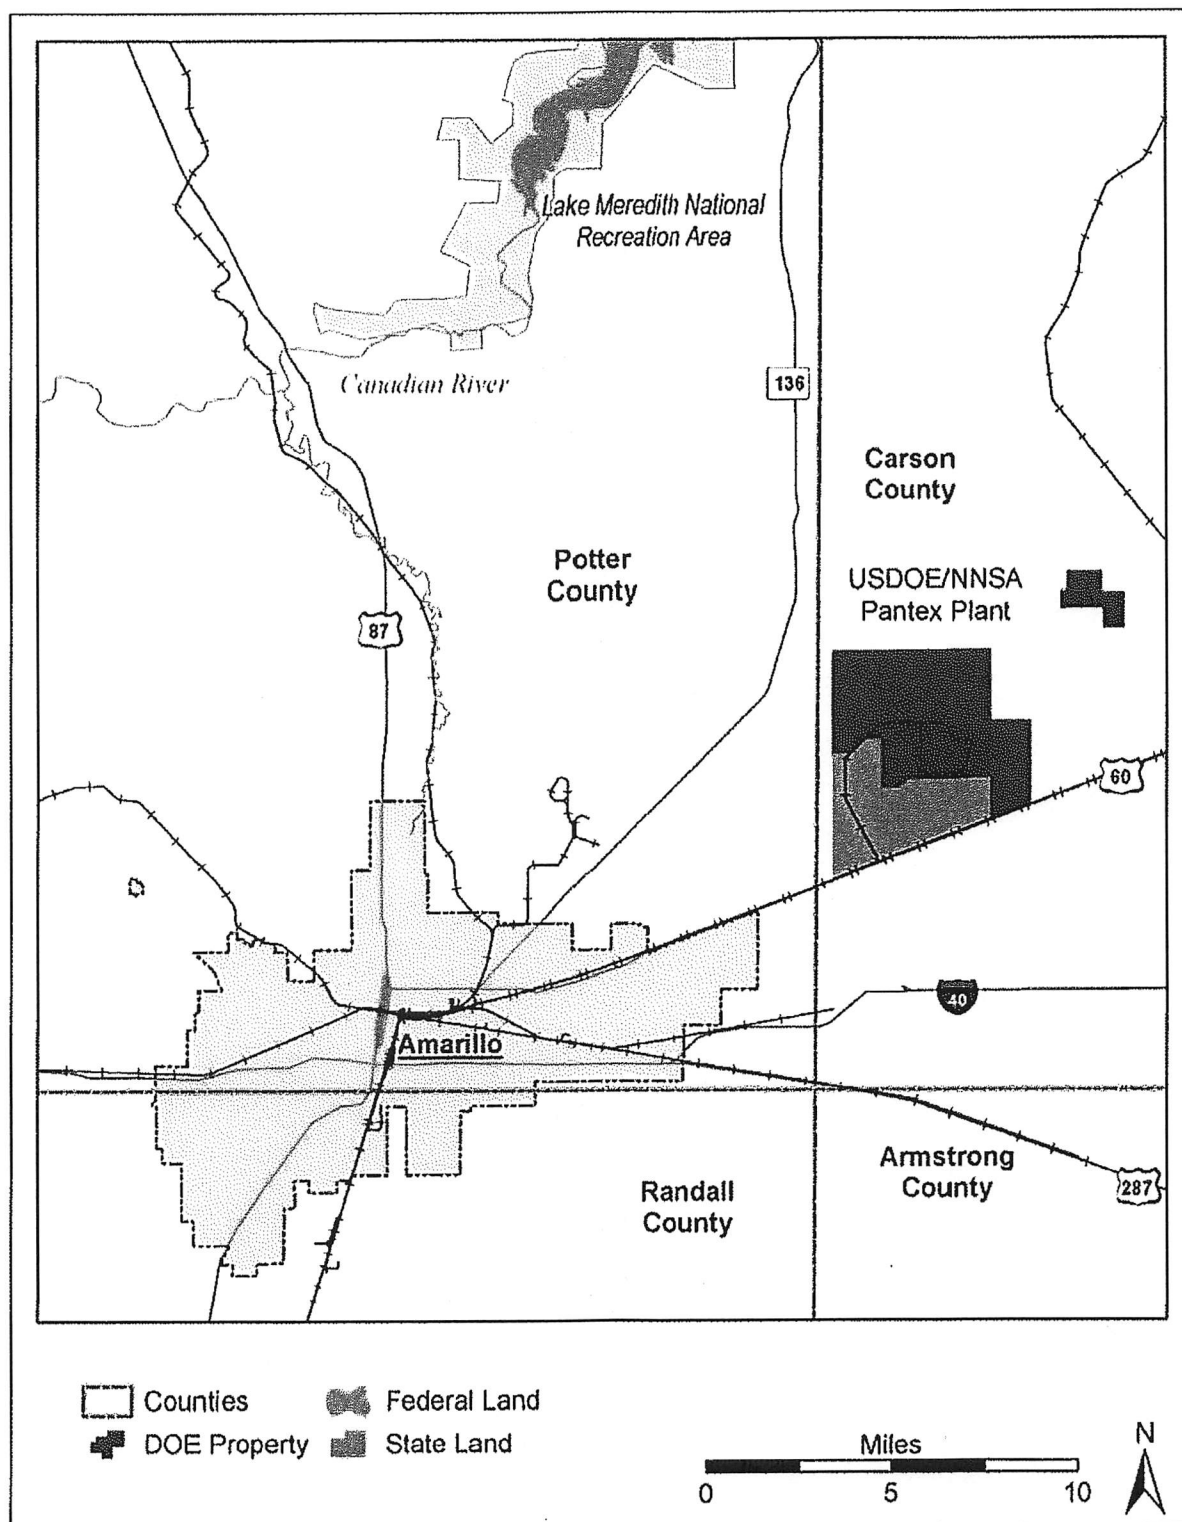 Lake Meredith National
Recreation Area
Canadian River
136
Carson
County
Potter
County
USDOE/NNSA
Pantex Plant
87
60
40
Amarillo
Armstrong
County
Randall
County
287
Counties
Federal Land
DOE Property
State Land
Miles
0 5 10
N